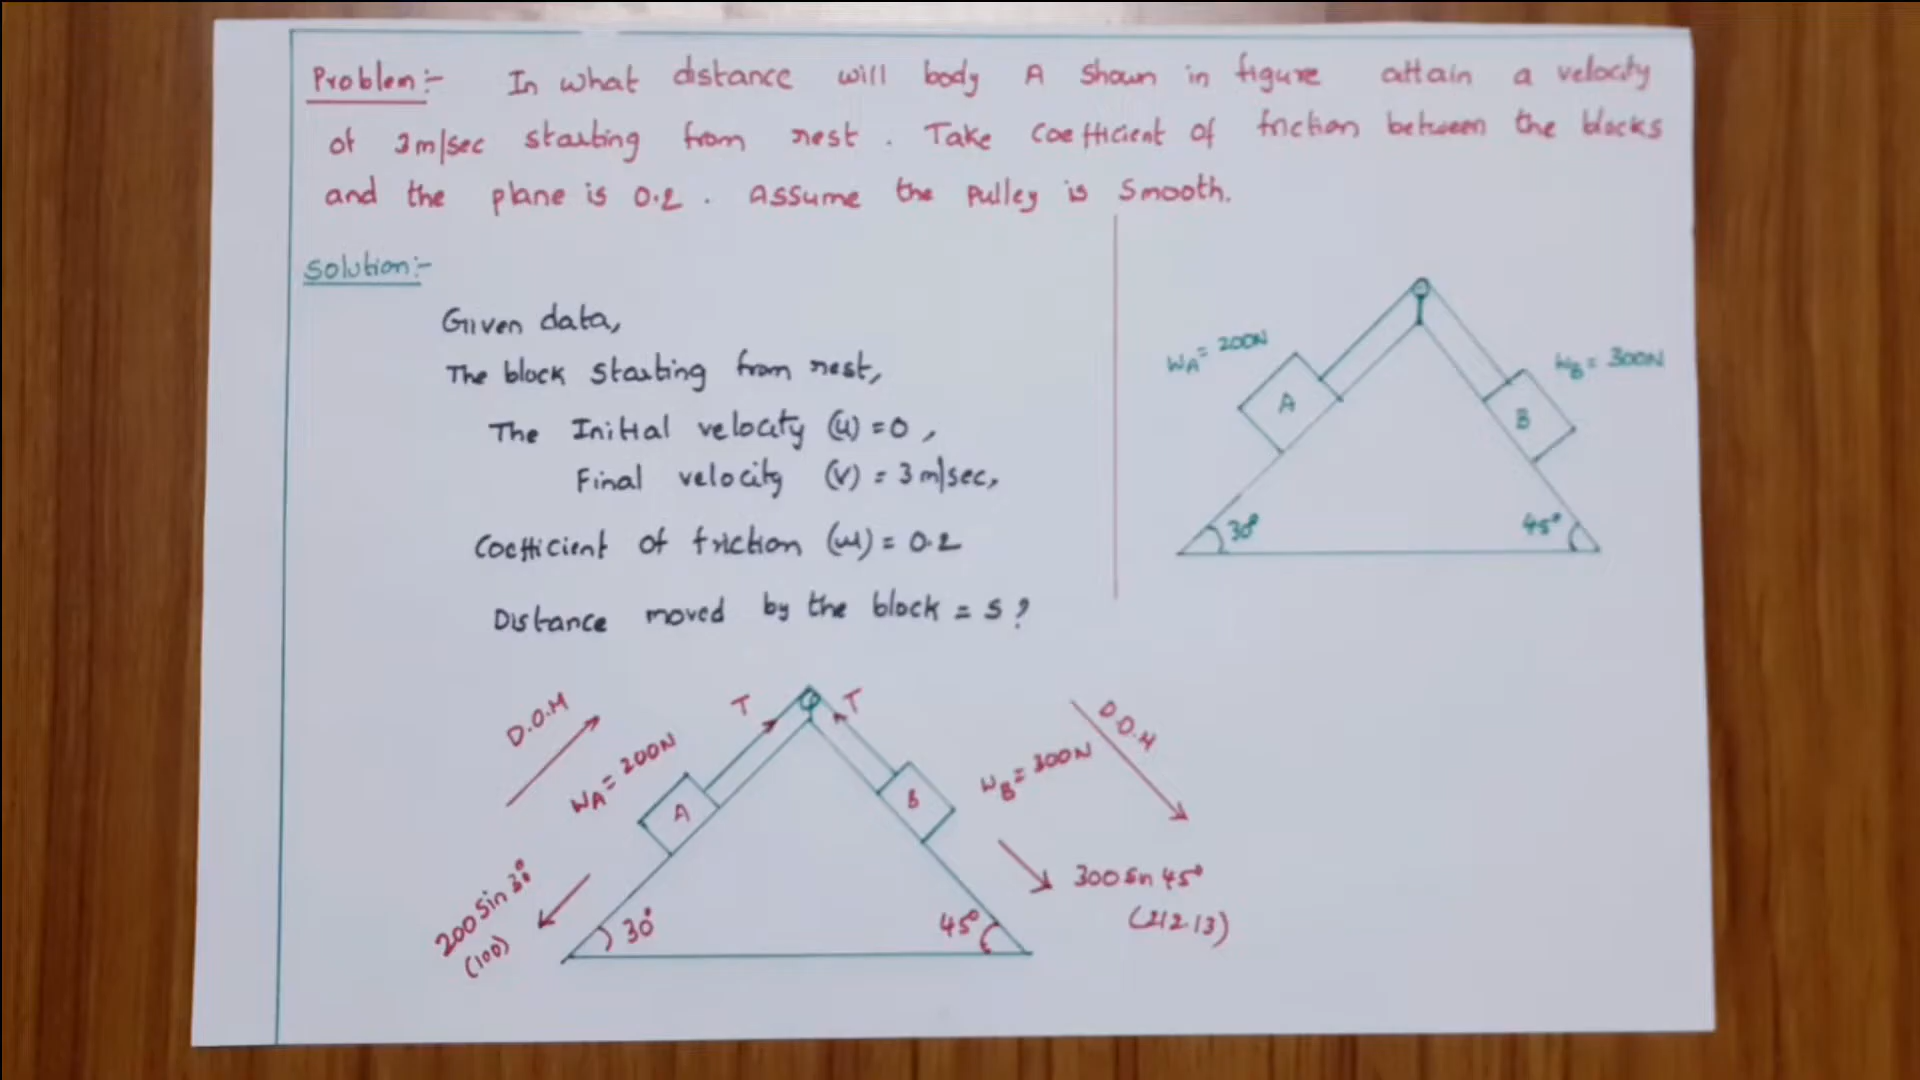 Problem:- In what distance will body A shown in figure attain a velocity
of 3m/sec starting from rest. Take coefficient of friction between the blocks
and the plane is 0.2. Assume the pulley is smooth.
Solution:-
Given data,
The block starting from rest,
The Initial velocity (u) = 0,
Final velocity (v) = 3m/sec,
Coefficient of friction (μ) = 0.2
Distance moved by the block = s?
WA = 200N
WB = 300N
A
B
30°
45°
D.O.M
WA = 200N
T
T
WB = 300N
D.O.M
A
B
200 Sin 30°
(100)
30°
45°
300 Sin 45°
(212.13)